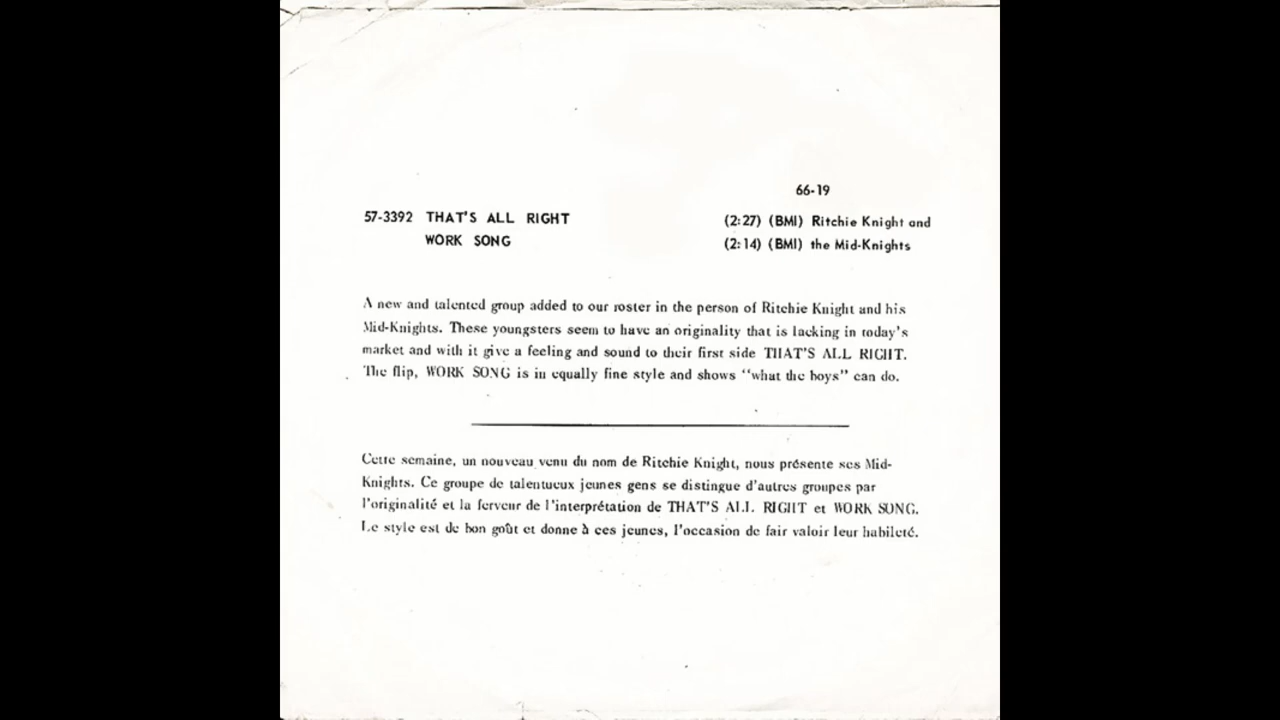 66-19
57-3392 THAT'S ALL RIGHT (2:27) (BMI) Ritchie Knight and
WORK SONG (2:14) (BMI) the Mid-Knights
A new and talented group added to our roster in the person of Ritchie Knight and his
Mid-Knights. These youngsters seem to have an originality that is lacking in today's
market and with it give a feeling and sound to their first side THAT'S ALL RIGHT.
The flip, WORK SONG is in equally fine style and shows "what the boys" can do.
Cette semaine, un nouveau venu du nom de Ritchie Knight, nous présente ses Mid-
Knights. Ce groupe de talentueux jeunes gens se distingue d'autres groupes par
l'originalité et la ferveur de l'interprétation de THAT'S ALL RIGHT et WORK SONG.
Le style est de bon goût et donne à ces jeunes, l'occasion de fair valoir leur habileté.